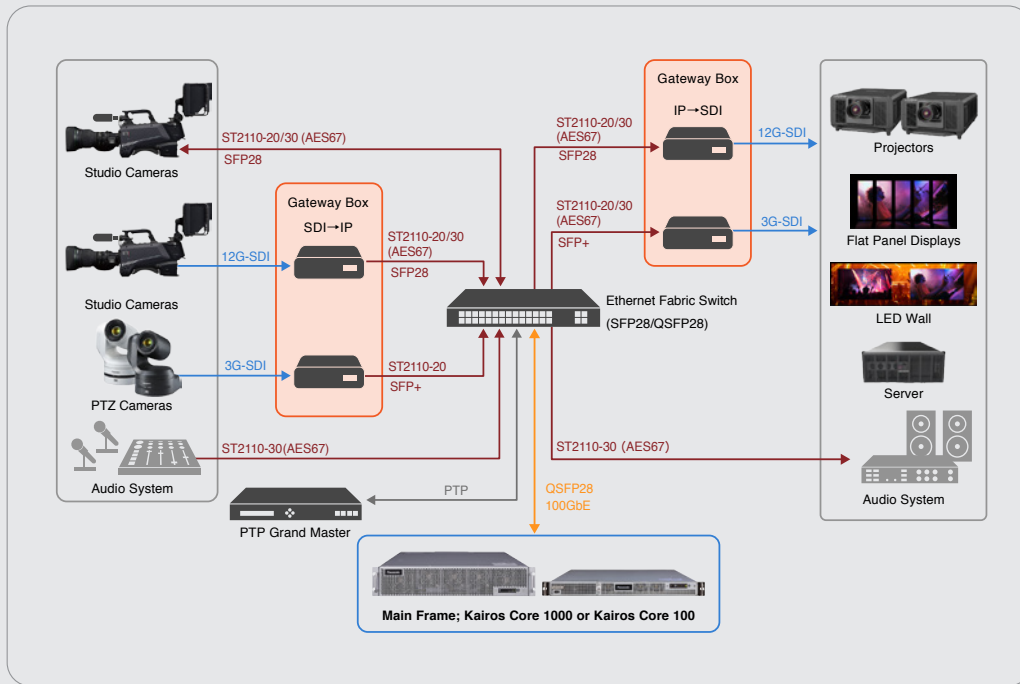 Gateway Box
IP→SDI
ST2110-20/30
(AES67)
SFP28
12G-SDI
Projectors
ST2110-20/30 (AES67)
SFP28
Studio Cameras
Gateway Box
SDI→IP
ST2110-20/30
(AES67)
SFP+
3G-SDI
Flat Panel Displays
12G-SDI
ST2110-20/30
(AES67)
SFP28
Studio Cameras
Ethernet Fabric Switch
(SFP28/QSFP28)
LED Wall
3G-SDI
ST2110-20
SFP+
PTZ Cameras
Server
ST2110-30(AES67)
ST2110-30 (AES67)
Audio System
Audio System
PTP
QSFP28
100GbE
PTP Grand Master
Main Frame; Kairos Core 1000 or Kairos Core 100